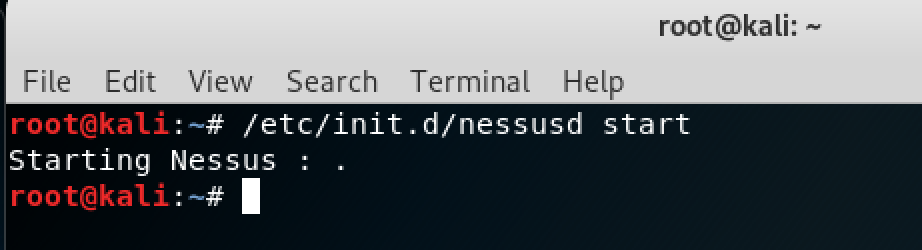 root@kali: ~
File Edit View Search Terminal Help
root@kali:~# /etc/init.d/nessusd start
Starting Nessus : .
root@kali:~#